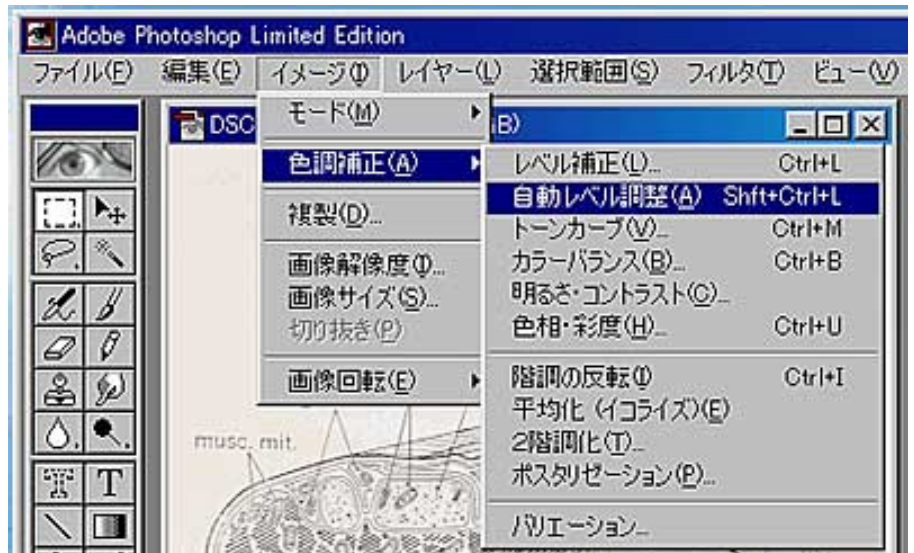 Adobe Photoshop Limited Edition
ファイル(F) 編集(E) イメージ(I) レイヤー(L) 選択範囲(S) フィルタ(T) ビュー(V)
DSC
iB)
モード(M)
色調補正(A)
複製(D)...
画像解像度(I)...
画像サイズ(S)...
切り抜き(P)
画像回転(E)
レベル補正(L)... Ctrl+L
自動レベル調整(A) Shft+Ctrl+L
トーンカーブ(V)... Ctrl+M
カラーバランス(B)... Ctrl+B
明るさ・コントラスト(C)...
色相・彩度(H)... Ctrl+U
階調の反転(I) Ctrl+I
平均化 (イコライズ)(E)
2階調化(T)...
ポスタリゼーション(P)...
バリエーション...
musc. mit.
T
T